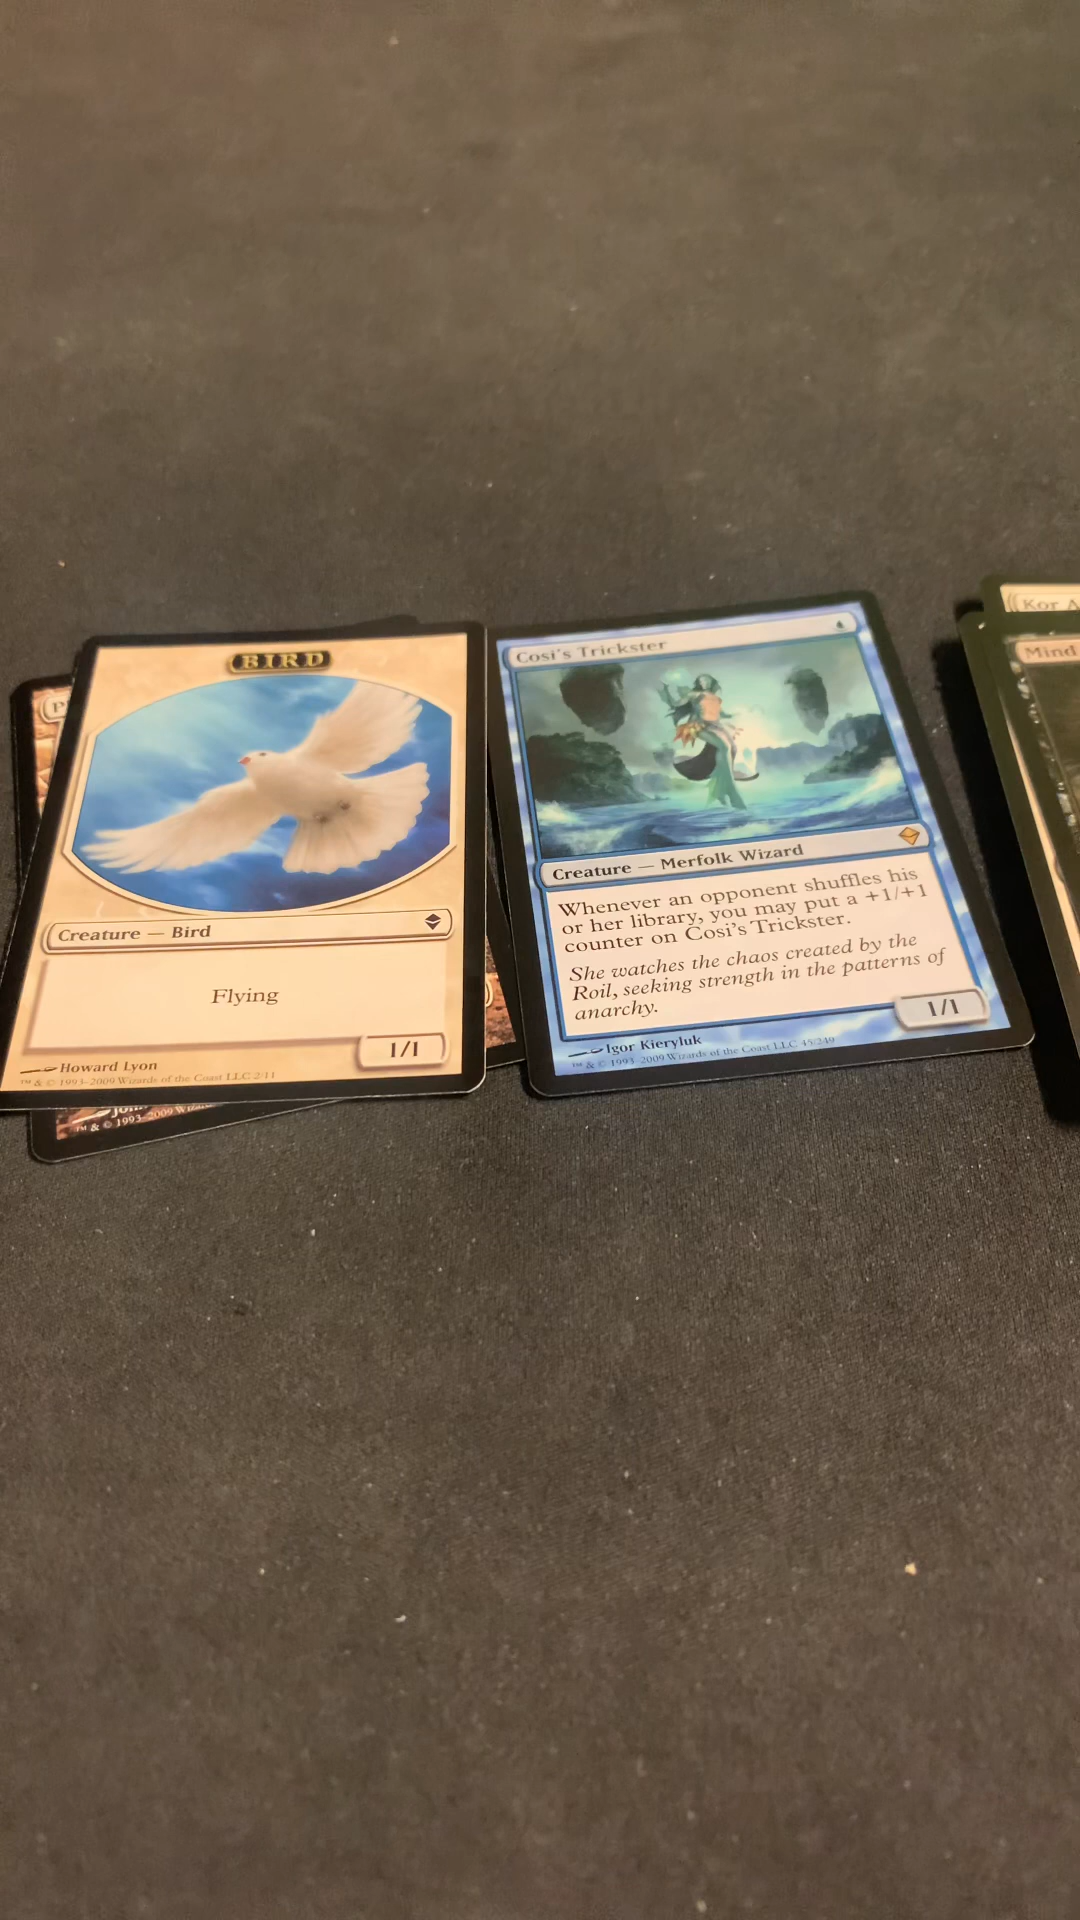 BIRD
Creature — Bird
Flying
1/1
Howard Lyon
™ & © 1993–2009 Wizards of the Coast LLC 2/11
™ & © 1993–2009
Cosi's Trickster
Creature — Merfolk Wizard
Whenever an opponent shuffles his
or her library, you may put a +1/+1
counter on Cosi's Trickster.
She watches the chaos created by the
Roil, seeking strength in the patterns of
anarchy.
1/1
Igor Kieryluk
™ & © 1993–2009 Wizards of the Coast LLC 45/249
Kor
Mind